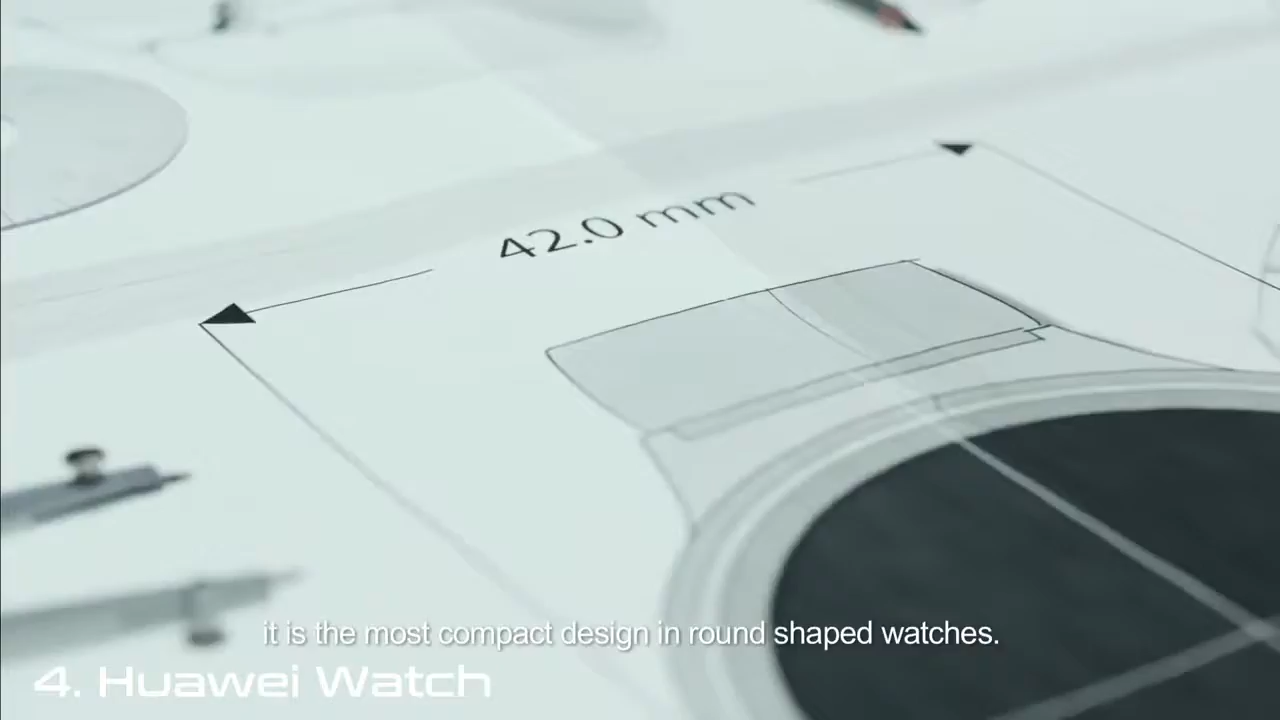 42.0 mm
it is the most compact design in round shaped watches.
4. Huawei Watch